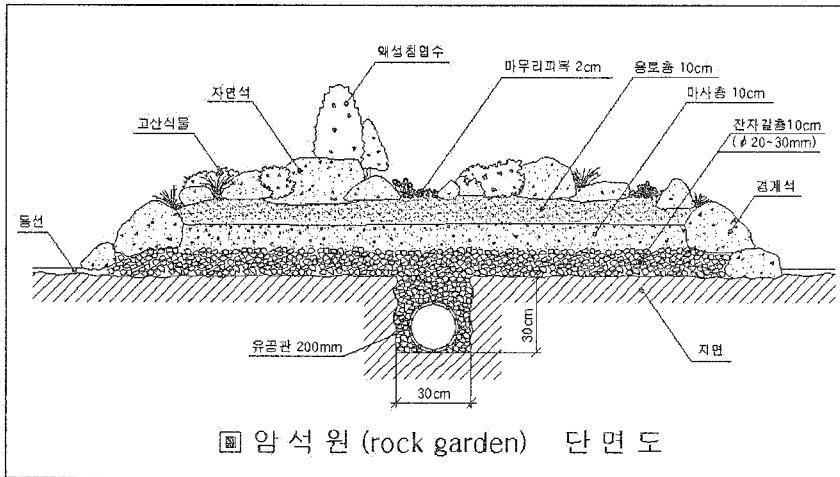 왜성침엽수
마무리피복 2cm
용토층 10cm
자연석
마사층 10cm
고산식물
잔자갈층10cm
(ϕ 20~30mm)
경계석
동선
30cm
유공관 200mm
지면
30cm
암석원 (rock garden) 단면도